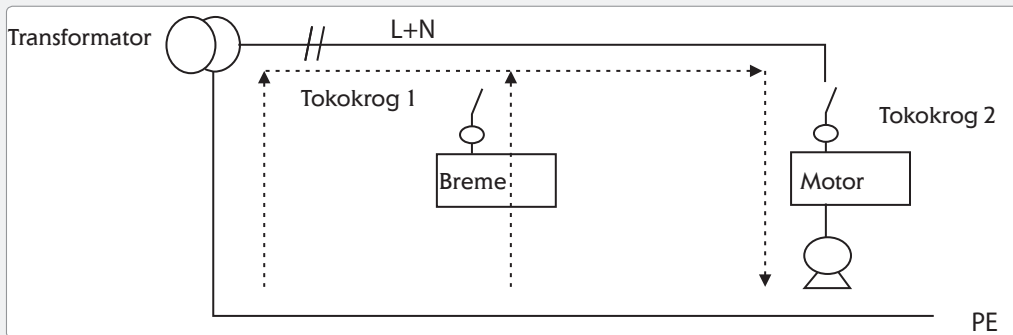 L+N
Transformator
Tokokrog 1
Tokokrog 2
Breme
Motor
PE